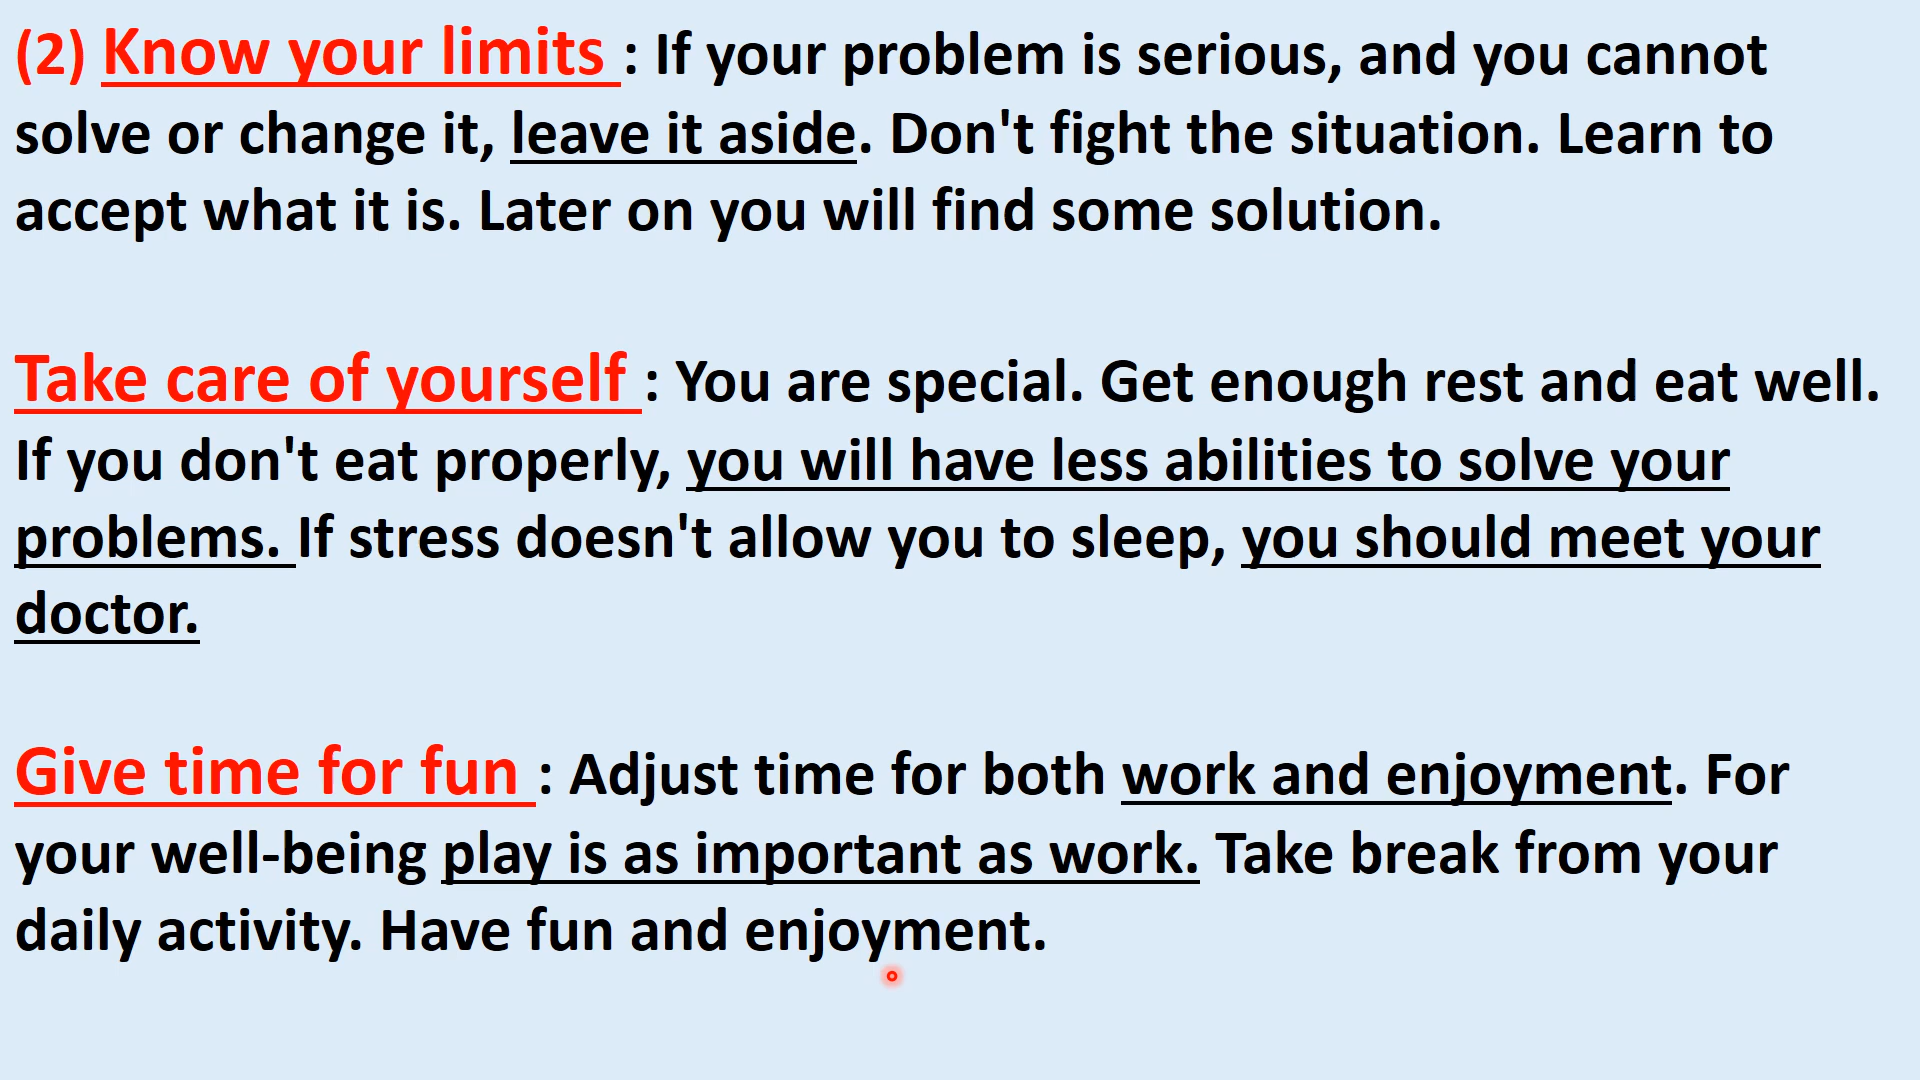 (2) Know your limits : If your problem is serious, and you cannot
solve or change it, leave it aside. Don't fight the situation. Learn to
accept what it is. Later on you will find some solution.
Take care of yourself : You are special. Get enough rest and eat well.
If you don't eat properly, you will have less abilities to solve your
problems. If stress doesn't allow you to sleep, you should meet your
doctor.
Give time for fun : Adjust time for both work and enjoyment. For
your well-being play is as important as work. Take break from your
daily activity. Have fun and enjoyment.